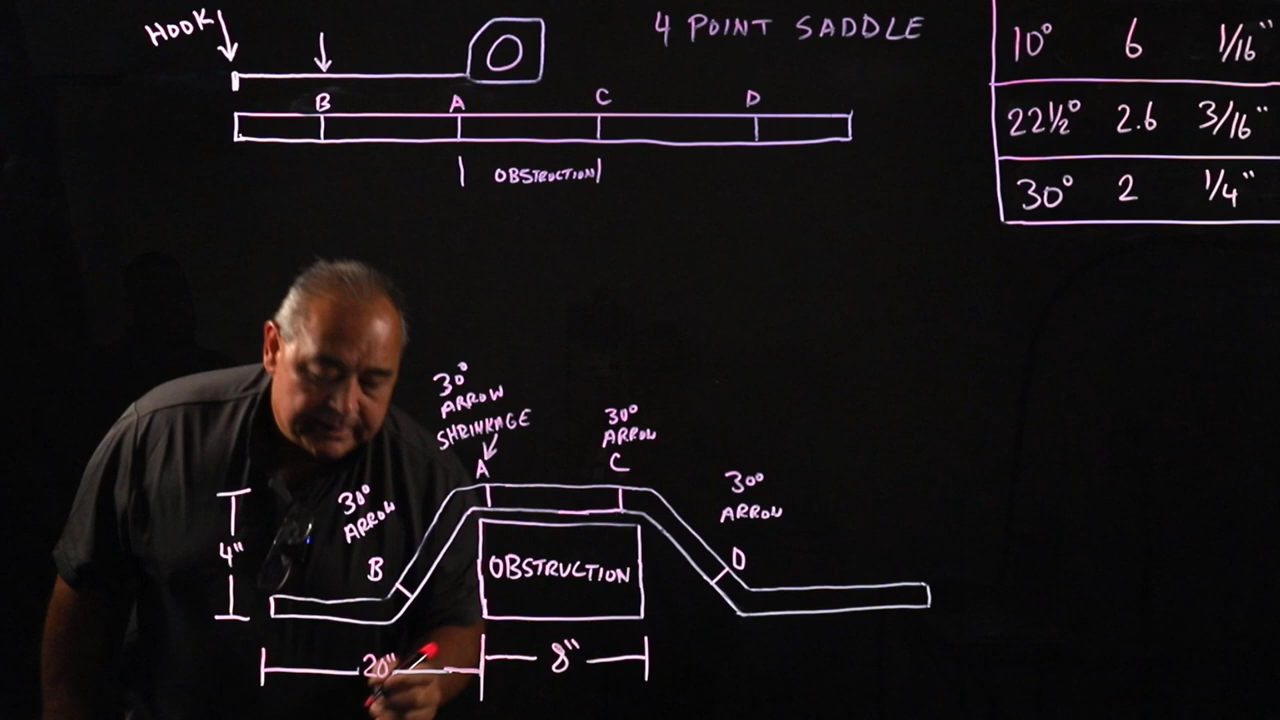 HOOK
4 POINT SADDLE
10° 6 1/16"
22½° 2.6 3/16"
30° 2 1/4"
B A C D
OBSTRUCTION
30°
ARROW
SHRINKAGE
A
30°
ARROW
C
30°
ARROW
B
30°
ARROW
D
4"
OBSTRUCTION
20"
8"